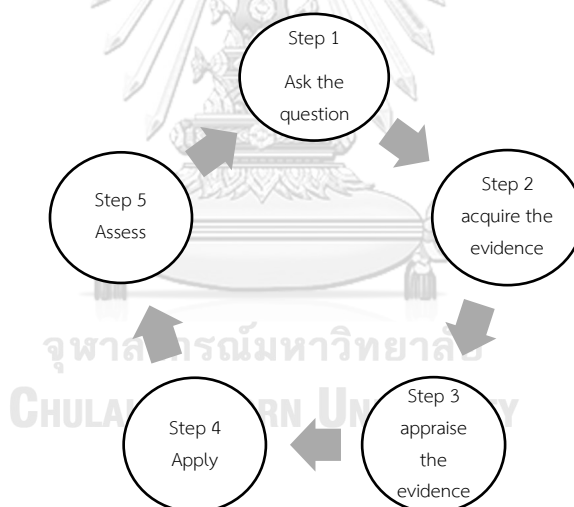 Step 1
Ask the
question
Step 2
acquire the
evidence
Step 3
appraise
the
evidence
Step 4
Apply
Step 5
Assess